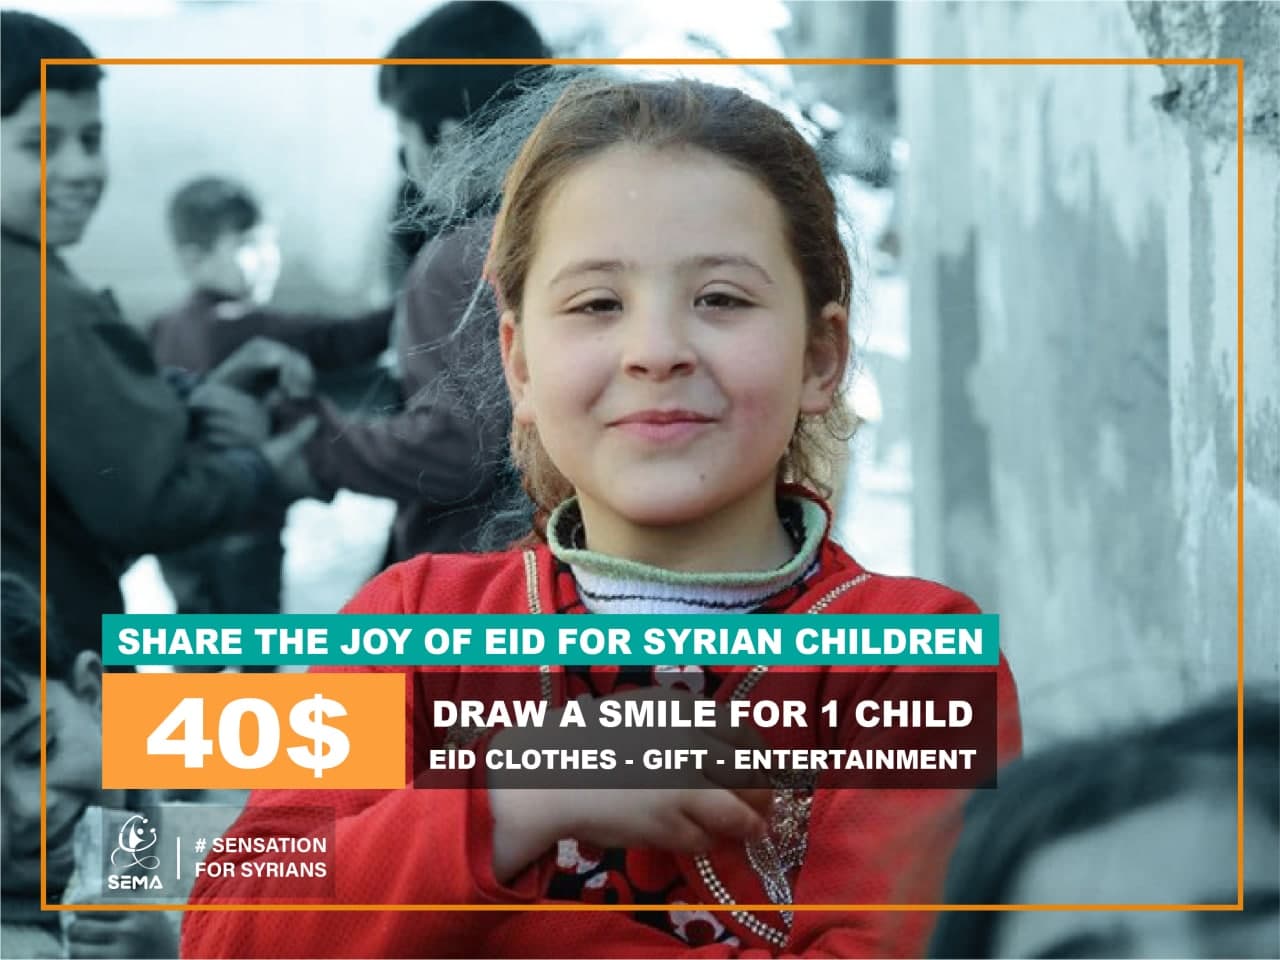 SHARE THE JOY OF EID FOR SYRIAN CHILDREN
40$
DRAW A SMILE FOR 1 CHILD
EID CLOTHES - GIFT - ENTERTAINMENT
SEMA
# SENSATION
FOR SYRIANS